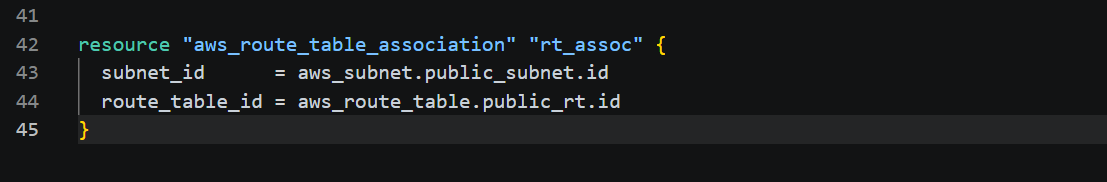 41
42 resource "aws_route_table_association" "rt_assoc" {
43   subnet_id      = aws_subnet.public_subnet.id
44   route_table_id = aws_route_table.public_rt.id
45 }